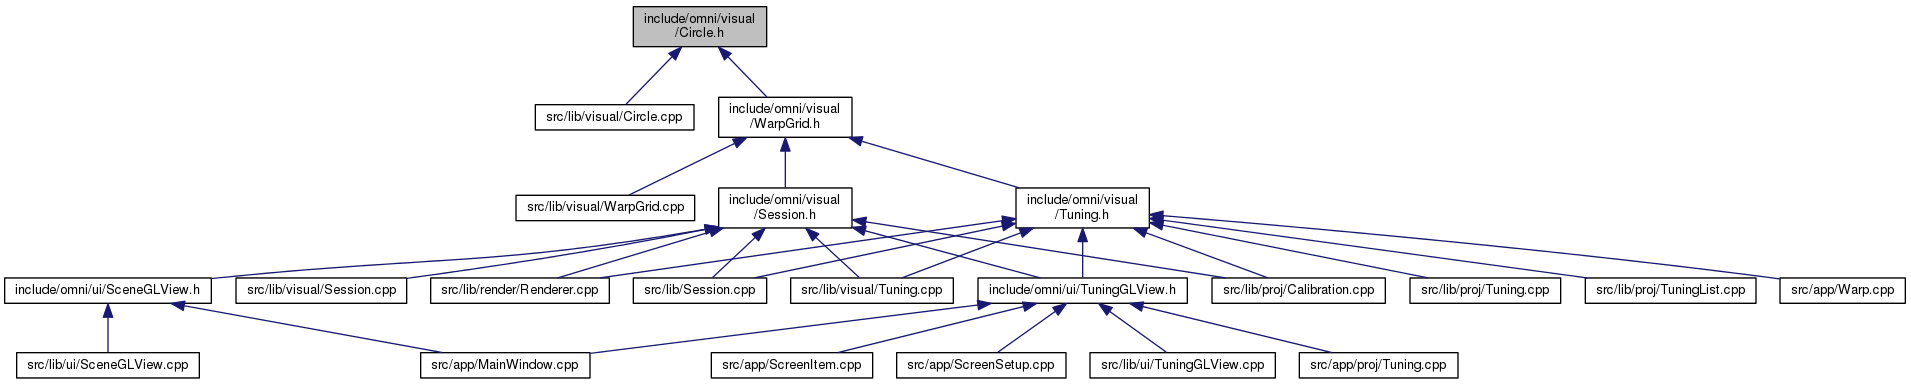 include/omni/visual
/Circle.h
src/lib/visual/Circle.cpp
include/omni/visual
/WarpGrid.h
src/lib/visual/WarpGrid.cpp
include/omni/visual
/Session.h
include/omni/visual
/Tuning.h
include/omni/ui/SceneGLView.h
src/lib/visual/Session.cpp
src/lib/render/Renderer.cpp
src/lib/Session.cpp
src/lib/visual/Tuning.cpp
include/omni/ui/TuningGLView.h
src/lib/proj/Calibration.cpp
src/lib/proj/Tuning.cpp
src/lib/proj/TuningList.cpp
src/app/Warp.cpp
src/lib/ui/SceneGLView.cpp
src/app/MainWindow.cpp
src/app/ScreenItem.cpp
src/app/ScreenSetup.cpp
src/lib/ui/TuningGLView.cpp
src/app/proj/Tuning.cpp